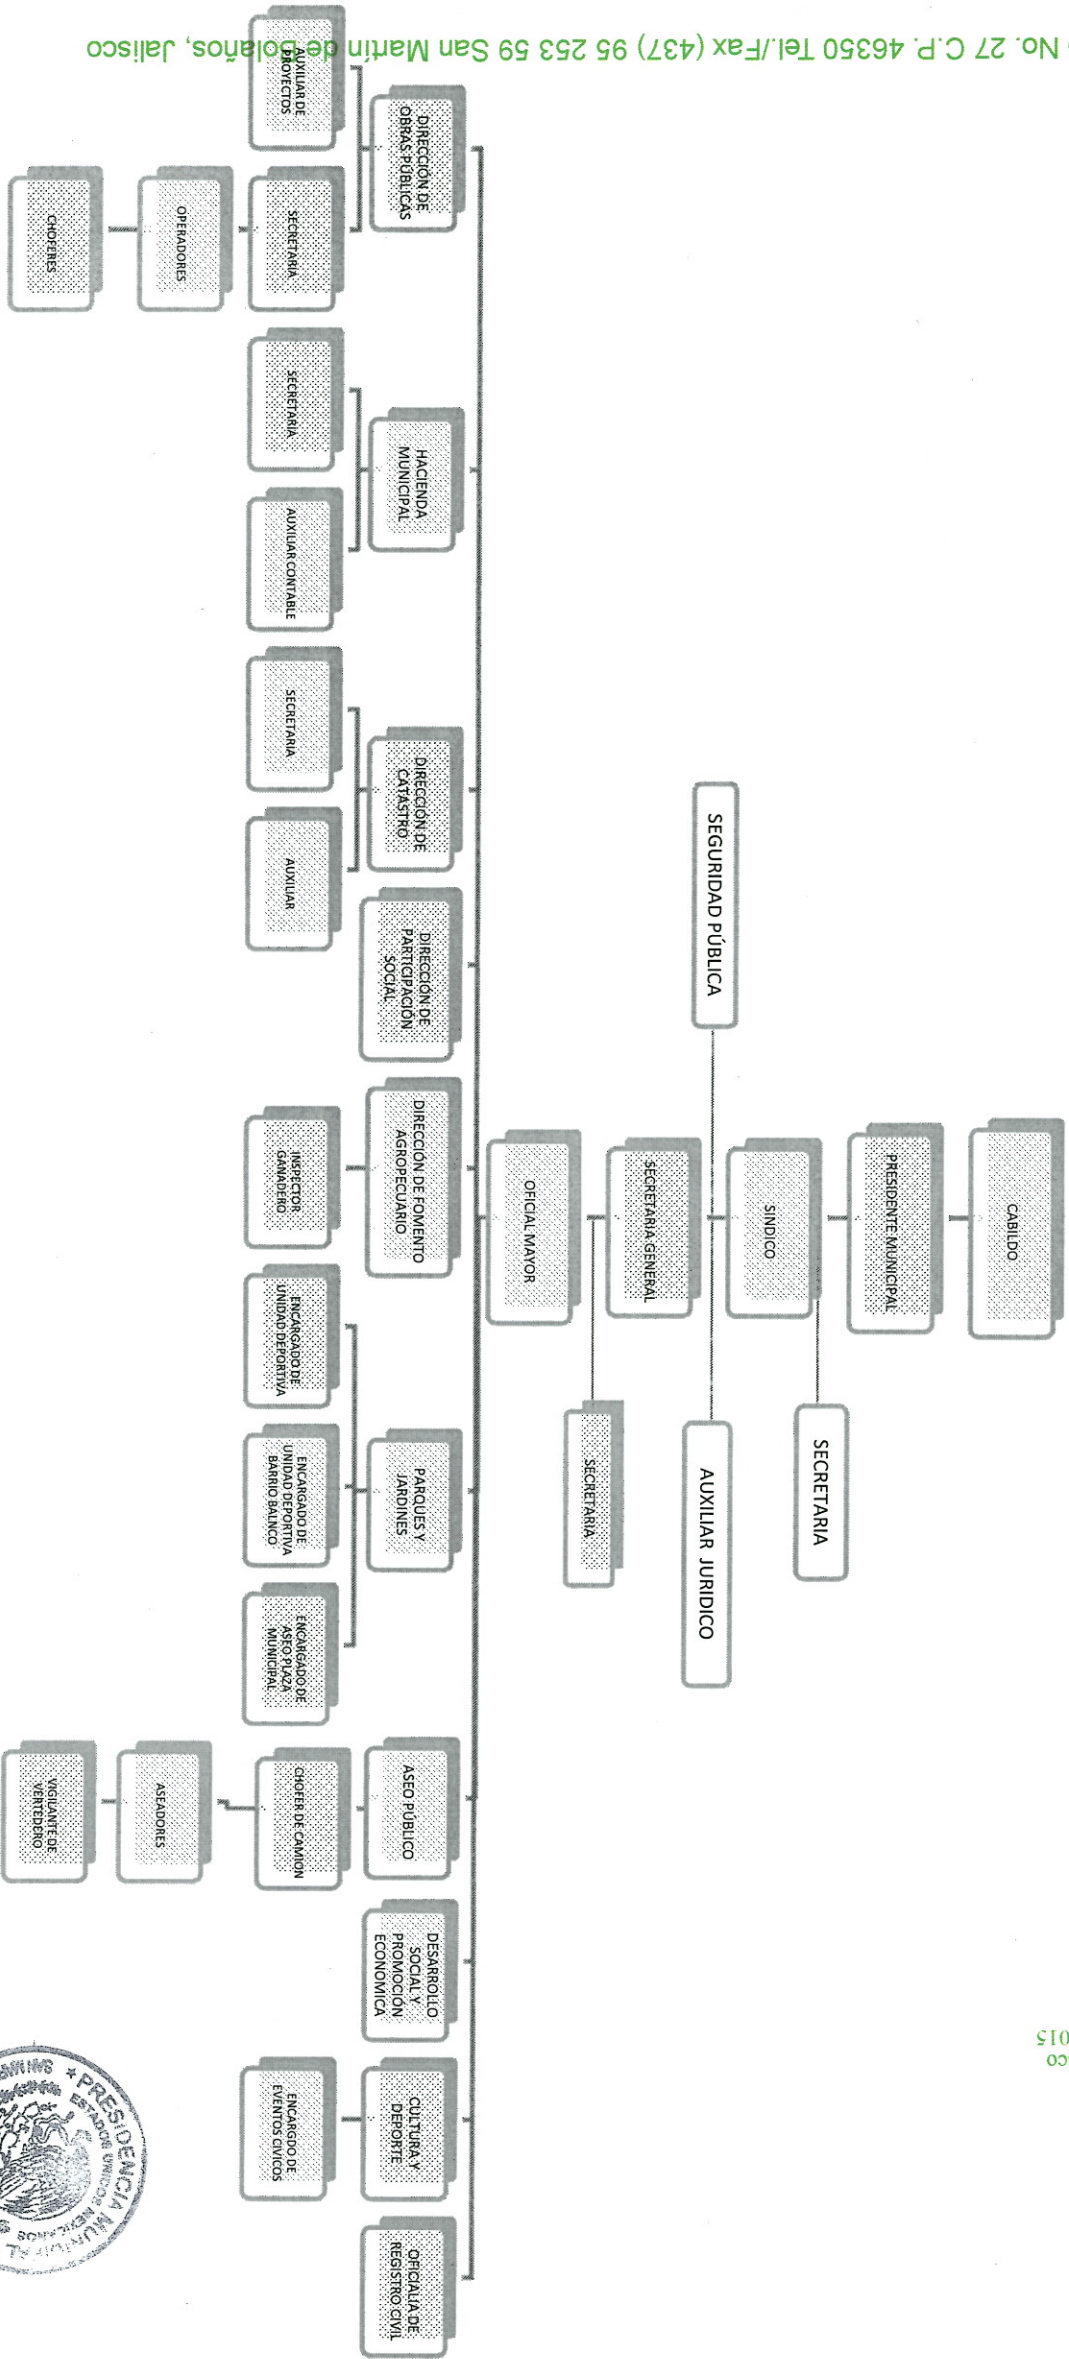 CABILDO
PRESIDENTE MUNICIPAL
SECRETARIA
SINDICO
SEGURIDAD PÚBLICA
AUXILIAR JURIDICO
SECRETARIA GENERAL
SECRETARIA
OFICIAL MAYOR
DIRECCIÓN DE
OBRAS PÚBLICAS
HACIENDA
MUNICIPAL
DIRECCIÓN DE
CATASTRO
DIRECCIÓN DE
PARTICIPACIÓN
SOCIAL
DIRECCIÓN DE FOMENTO
AGROPECUARIO
PARQUES Y
JARDINES
ASEO PÚBLICO
DESARROLLO
SOCIAL Y
PROMOCIÓN
ECONOMICA
CULTURA Y
DEPORTE
OFICIALIA DE
REGISTRO CIVIL
AUXILIAR DE
PROYECTOS
SECRETARIA
SECRETARIA
AUXILIAR CONTABLE
SECRETARIA
AUXILIAR
INSPECTOR
GANADERO
ENCARGADO DE
UNIDAD DEPORTIVA
ENCARGADO DE
UNIDAD DEPORTIVA
BARRIO BALNCO
ENCARGADO DE
ASEO PLAZA
MUNICIPAL
CHOFER DE CAMION
ENCARGDO DE
EVENTOS CIVICOS
OPERADORES
ASEADORES
CHOFERES
VIGILANTE DE
VERTEDERO
No. 27 C.P. 46350 Tel./Fax (437) 95 253 59 San Martín de Bolaños, Jalisco
sco
015
PRESIDENCIA MUNICIPAL
ESTADOS UNIDOS MEXICANOS